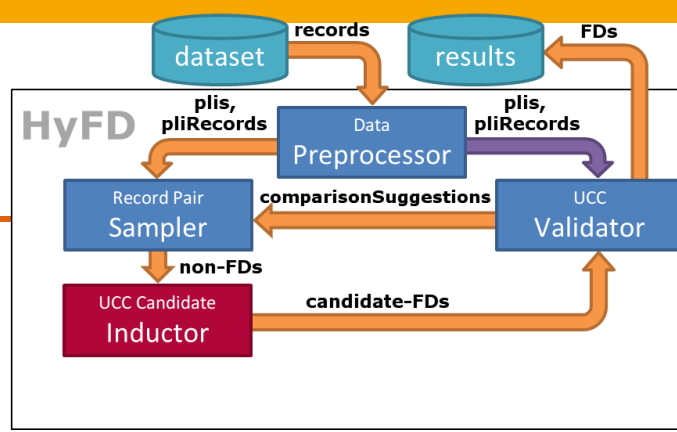 records
FDs
dataset
results
plis,
pliRecords
plis,
pliRecords
HyFD
Data
Preprocessor
Record Pair
Sampler
comparisonSuggestions
UCC
Validator
non-FDs
UCC Candidate
Inductor
candidate-FDs